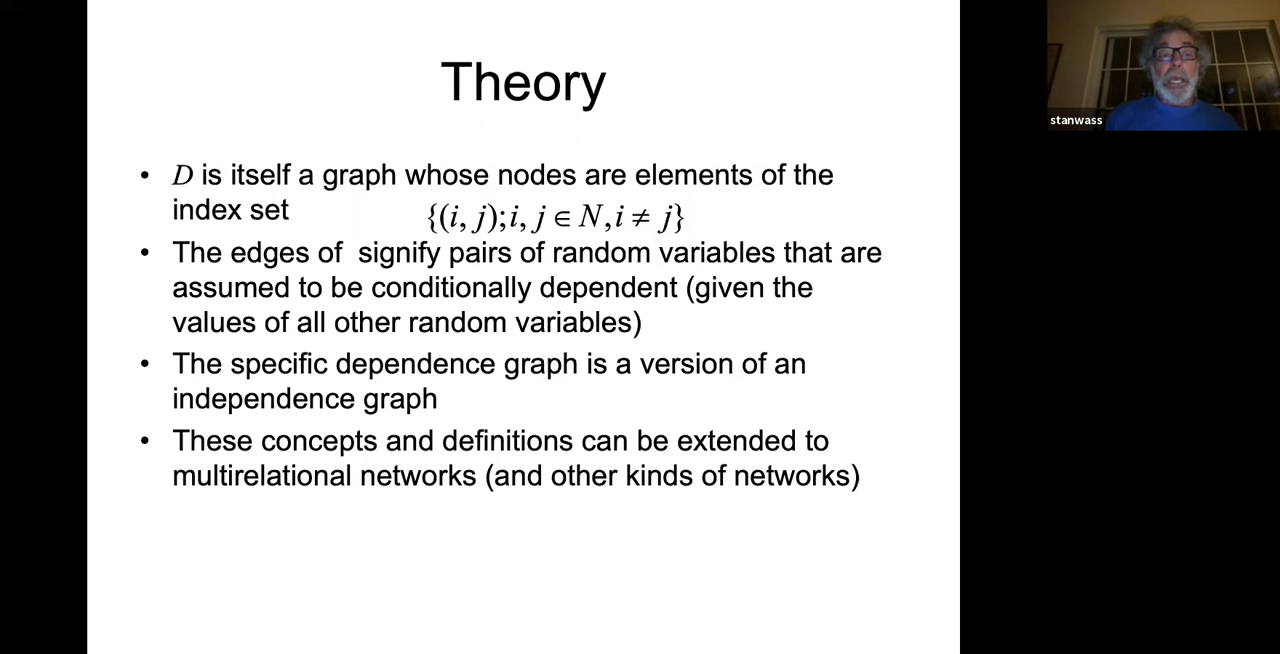 Theory
• D is itself a graph whose nodes are elements of the
index set {(i, j); i, j ∈ N, i ≠ j}
• The edges of  signify pairs of random variables that are
assumed to be conditionally dependent (given the
values of all other random variables)
• The specific dependence graph is a version of an
independence graph
• These concepts and definitions can be extended to
multirelational networks (and other kinds of networks)
stanwass